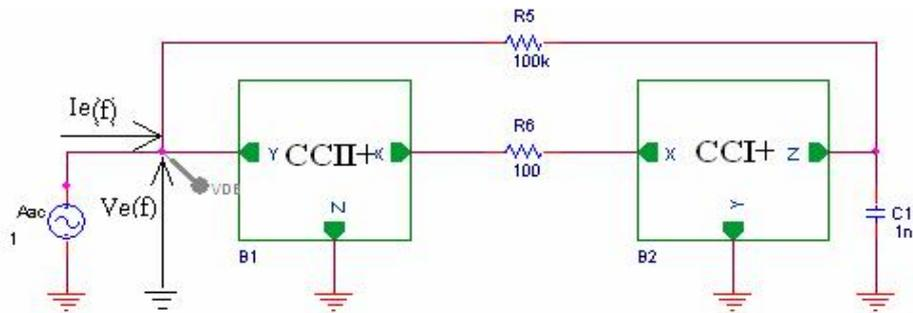 R5
100k
Ie(f)
Y CCII+ X
R6
100
X CCI+ Z
VDB
Aac
1
Ve(f)
Z
Y
C1
1n
B1
B2